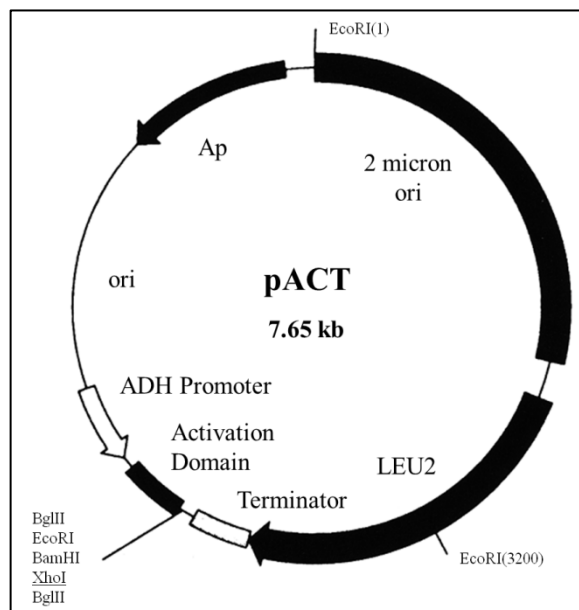 EcoRI(1)
Ap
2 micron
ori
ori
pACT
7.65 kb
ADH Promoter
Activation
Domain
LEU2
Terminator
BglII
EcoRI
BamHI
XhoI
BglII
EcoRI(3200)